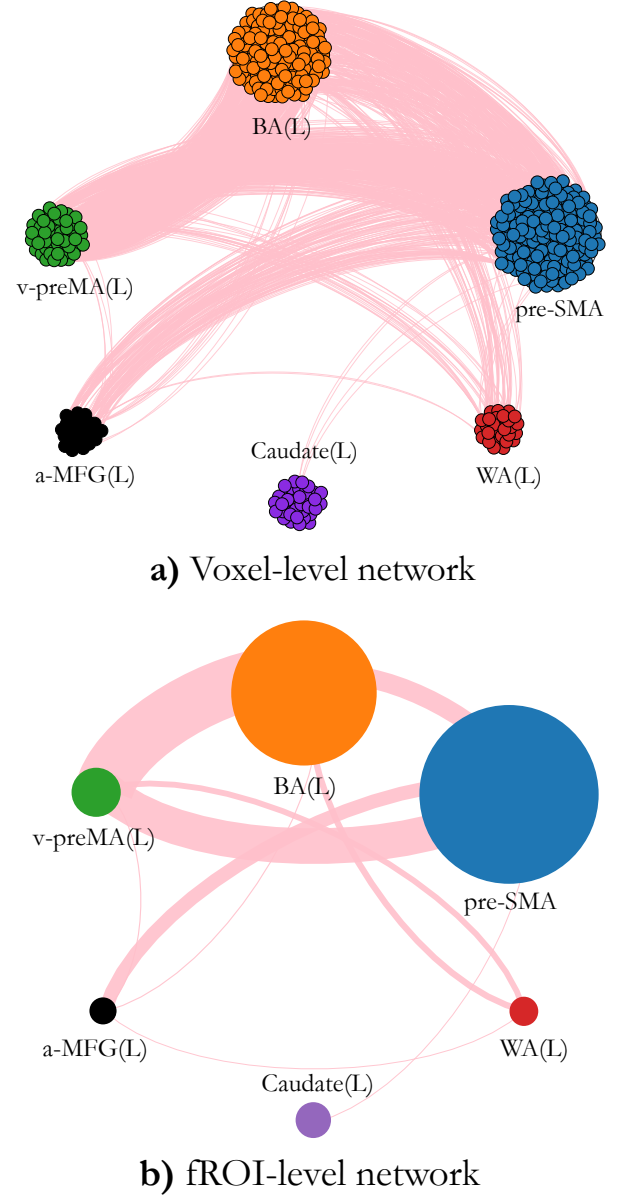 BA(L)
v-preMA(L)
pre-SMA
a-MFG(L)
Caudate(L)
WA(L)
a) Voxel-level network
BA(L)
v-preMA(L)
pre-SMA
a-MFG(L)
WA(L)
Caudate(L)
b) fROI-level network